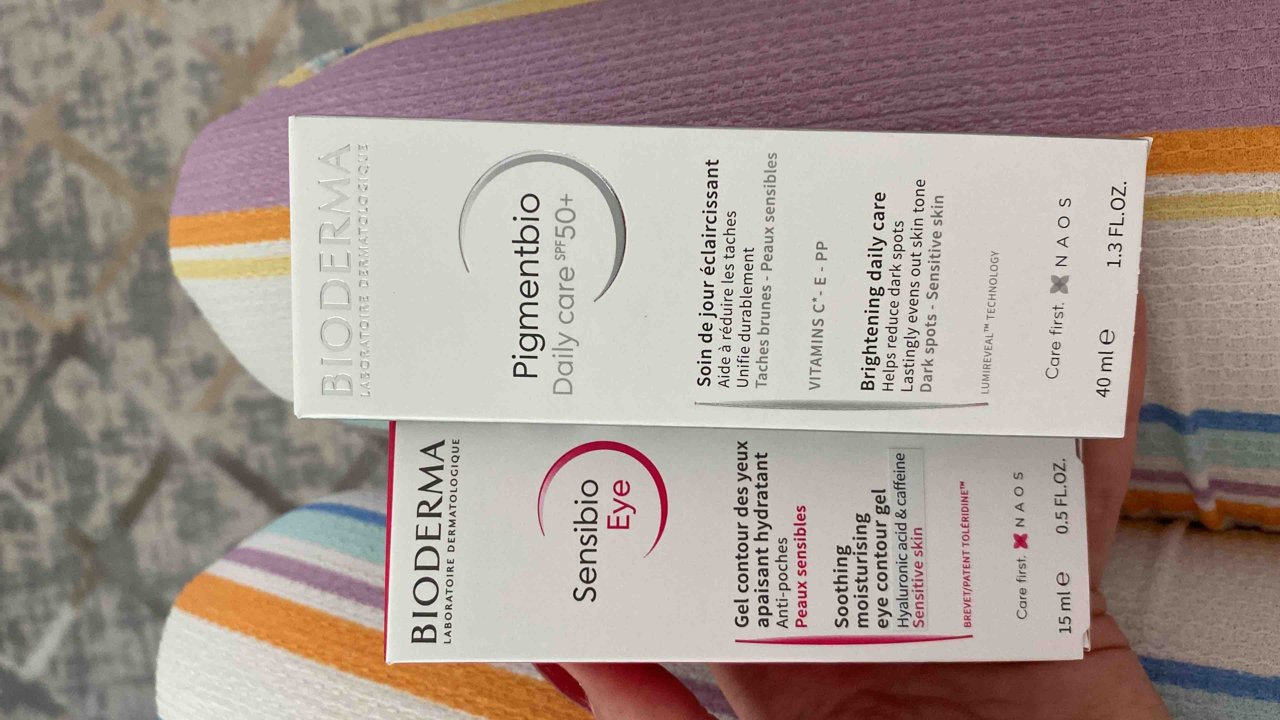 BIODERMA
LABORATOIRE DERMATOLOGIQUE
Pigmentbio
Daily care SPF50+
Soin de jour éclaircissant
Aide à réduire les taches
Unifie durablement
Taches brunes - Peaux sensibles
VITAMINS C* - E - PP
Brightening daily care
Helps reduce dark spots
Lastingly evens out skin tone
Dark spots - Sensitive skin
LUMIREVEAL™ TECHNOLOGY
Care first. NAOS
40 ml e 1.3 FL.OZ.
BIODERMA
LABORATOIRE DERMATOLOGIQUE
Sensibio
Eye
Gel contour des yeux
apaisant hydratant
Anti-poches
Peaux sensibles
Soothing
moisturising
eye contour gel
Hyaluronic acid & caffeine
Sensitive skin
BREVET/PATENT TOLÉRIDINE™
Care first. NAOS
15 ml e 0.5 FL.OZ.